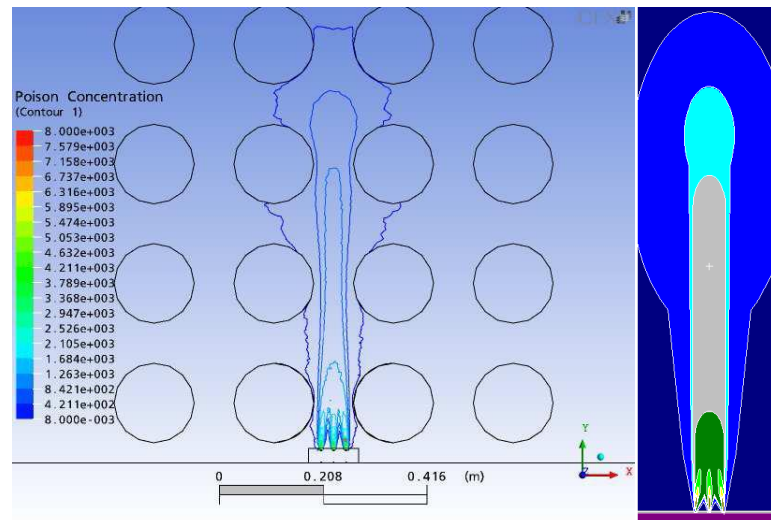 Poison Concentration
(Contour 1)
8.000e+003
7.579e+003
7.158e+003
6.737e+003
6.316e+003
5.895e+003
5.474e+003
5.053e+003
4.632e+003
4.211e+003
3.789e+003
3.368e+003
2.947e+003
2.526e+003
2.105e+003
1.684e+003
1.263e+003
8.421e+002
4.211e+002
8.000e-003
Y
X
Z
0 0.208 0.416 (m)